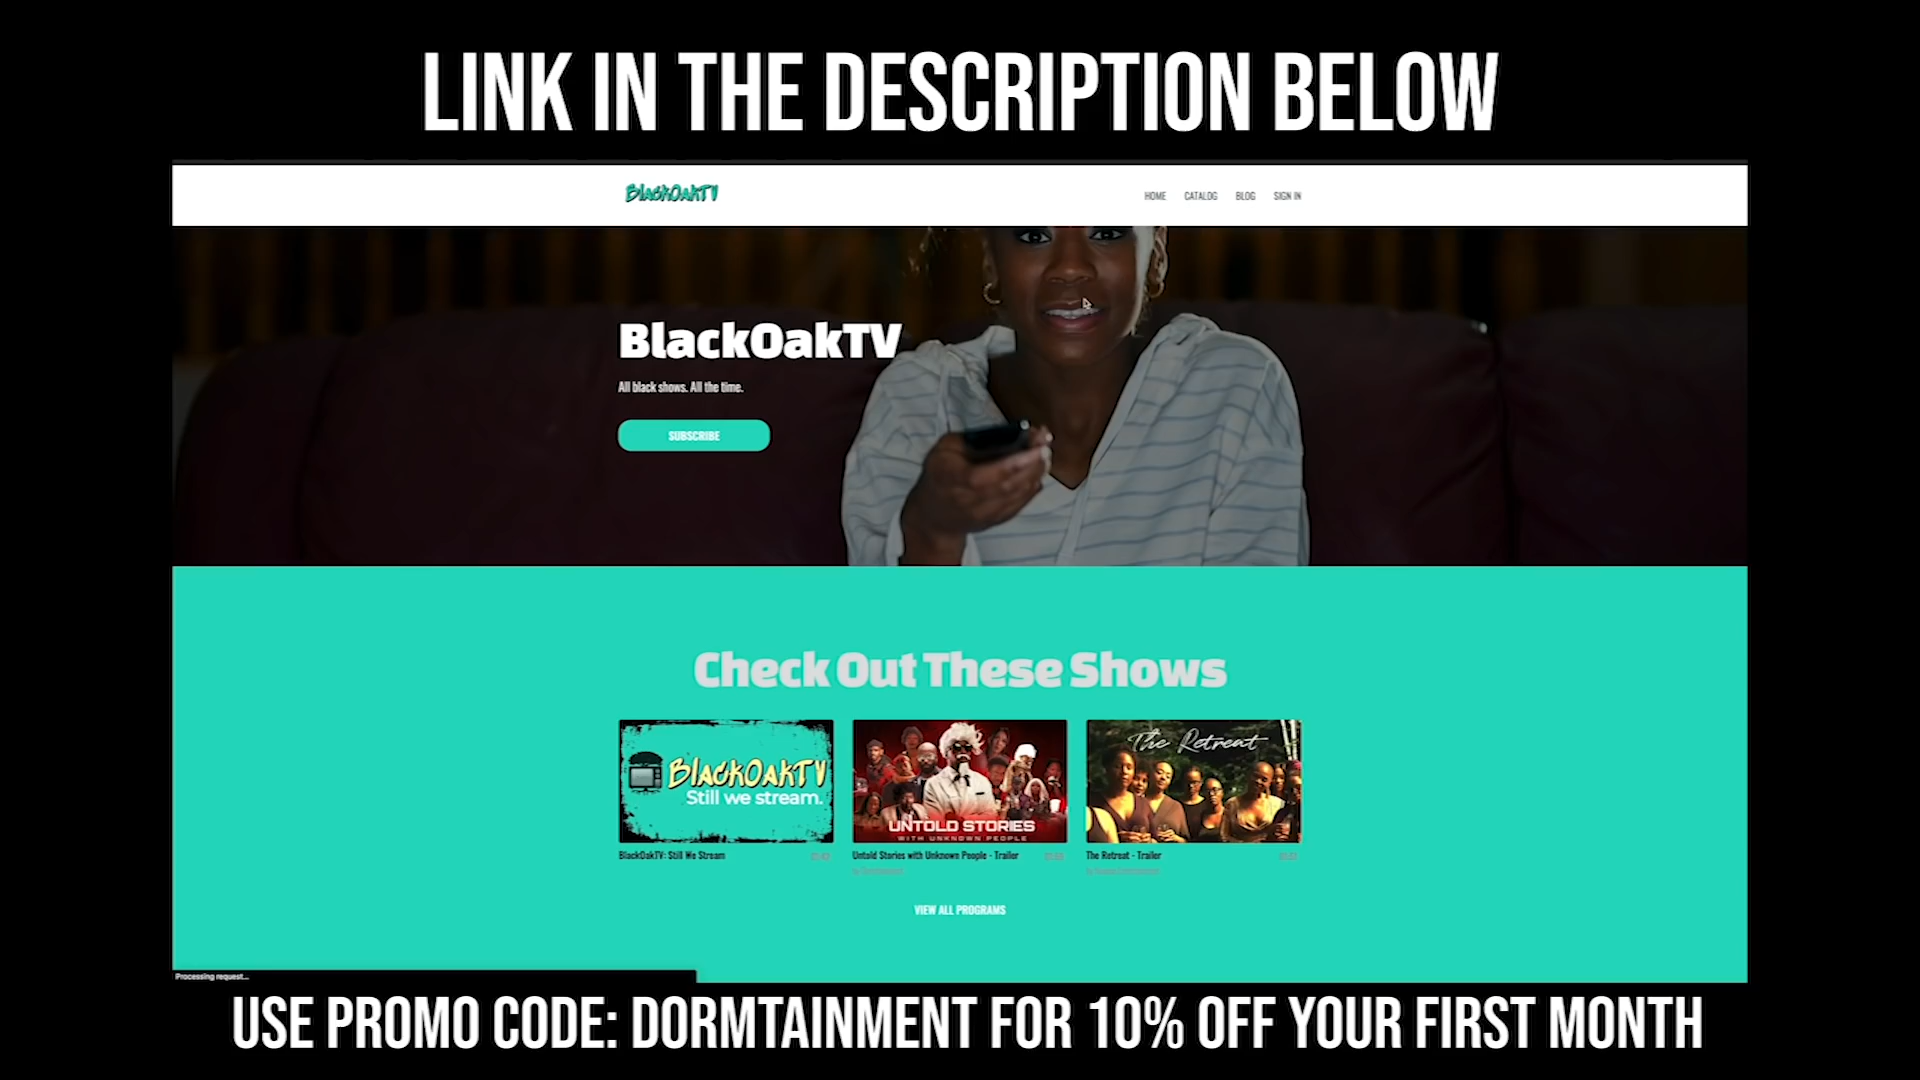 LINK IN THE DESCRIPTION BELOW
BLACKOAKTV
HOME CATALOG BLOG SIGN IN
BlackOakTV
All black shows. All the time.
SUBSCRIBE
Check Out These Shows
BLACKOAKTV
Still we stream.
UNTOLD STORIES
WITH UNKNOWN PEOPLE
The Retreat
BlackOakTV: Still We Stream
Untold Stories with Unknown People - Trailer
The Retreat - Trailer
VIEW ALL PROGRAMS
Processing request...
USE PROMO CODE: DORMTAINMENT FOR 10% OFF YOUR FIRST MONTH